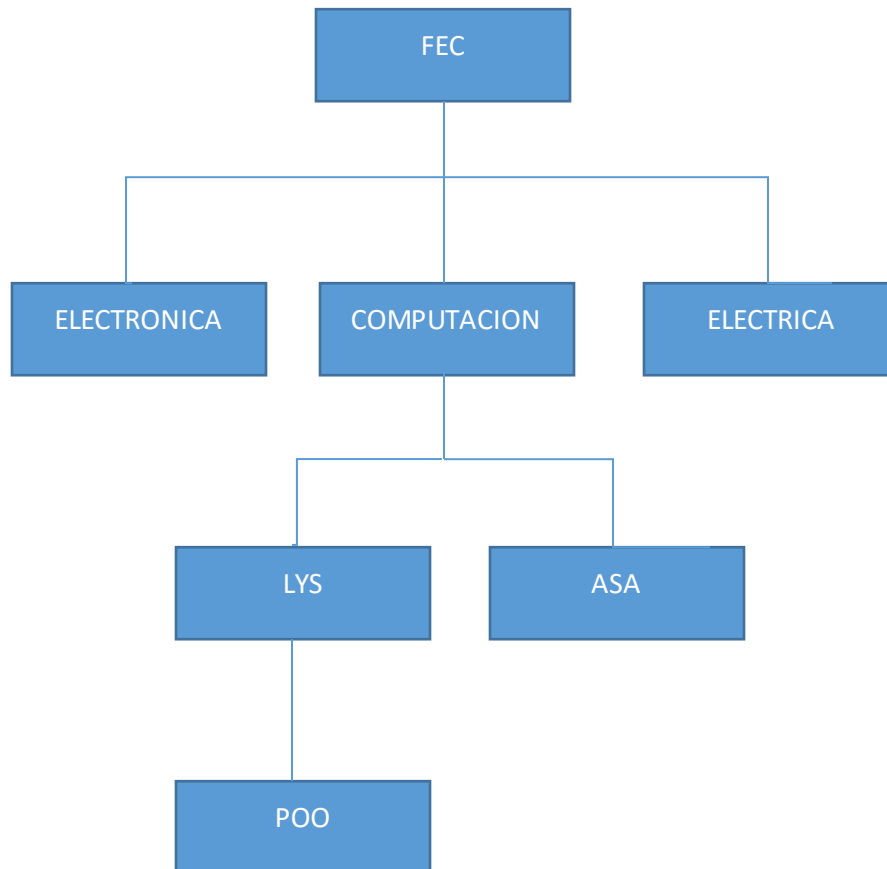 FEC
ELECTRONICA
COMPUTACION
ELECTRICA
LYS
ASA
POO